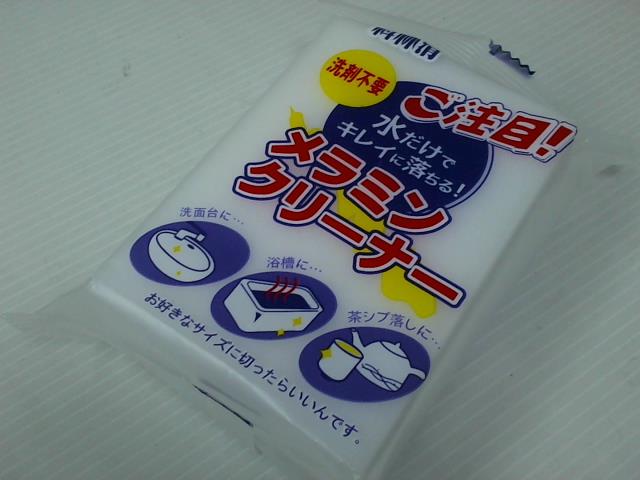 洗剤不要
ご注目!
水だけで
キレイに落ちる!
メラミン
クリーナー
洗面台に…
浴槽に…
茶シブ落しに…
お好きなサイズに切ったらいいんです。